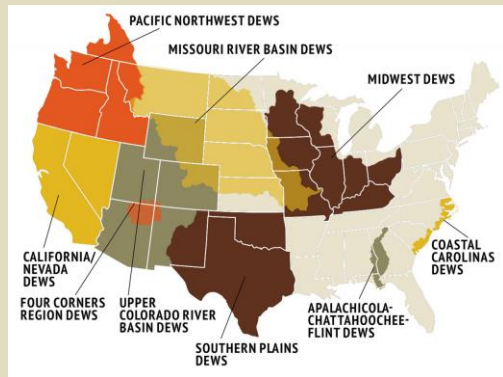 PACIFIC NORTHWEST DEWS
MISSOURI RIVER BASIN DEWS
MIDWEST DEWS
CALIFORNIA/
NEVADA
DEWS
FOUR CORNERS
REGION DEWS
UPPER
COLORADO RIVER
BASIN DEWS
SOUTHERN PLAINS
DEWS
APALACHICOLA-
CHATTAHOOCHEE-
FLINT DEWS
COASTAL
CAROLINAS
DEWS